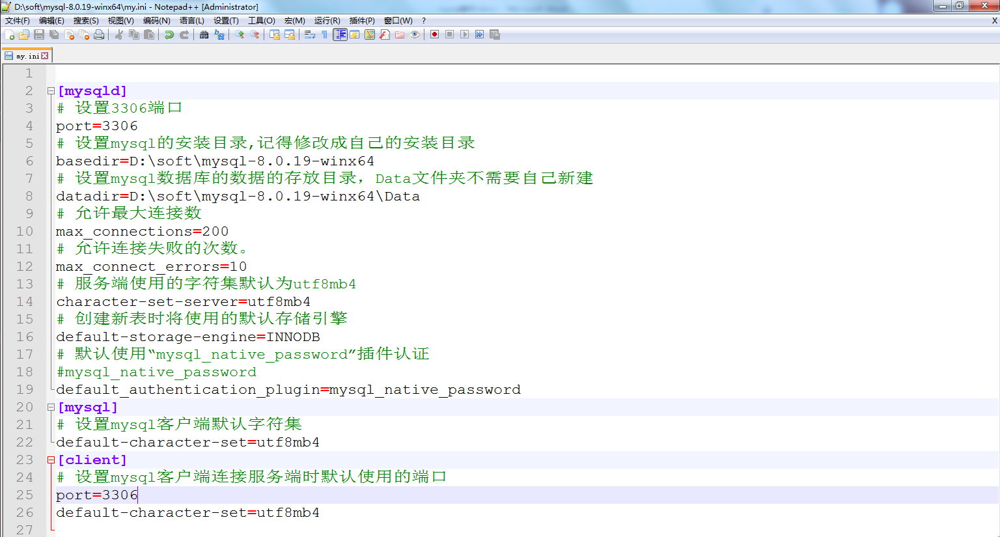 D:\soft\mysql-8.0.19-winx64\my.ini - Notepad++ [Administrator]
文件(F) 编辑(E) 搜索(S) 视图(V) 编码(N) 语言(L) 设置(T) 工具(O) 宏(M) 运行(R) 插件(P) 窗口(W) ? X
my.ini
1
2 [mysqld]
3 # 设置3306端口
4 port=3306
5 # 设置mysql的安装目录,记得修改成自己的安装目录
6 basedir=D:\soft\mysql-8.0.19-winx64
7 # 设置mysql数据库的数据的存放目录，Data文件夹不需要自己新建
8 datadir=D:\soft\mysql-8.0.19-winx64\Data
9 # 允许最大连接数
10 max_connections=200
11 # 允许连接失败的次数。
12 max_connect_errors=10
13 # 服务端使用的字符集默认为utf8mb4
14 character-set-server=utf8mb4
15 # 创建新表时将使用的默认存储引擎
16 default-storage-engine=INNODB
17 # 默认使用“mysql_native_password”插件认证
18 #mysql_native_password
19 default_authentication_plugin=mysql_native_password
20 [mysql]
21 # 设置mysql客户端默认字符集
22 default-character-set=utf8mb4
23 [client]
24 # 设置mysql客户端连接服务端时默认使用的端口
25 port=3306
26 default-character-set=utf8mb4
27